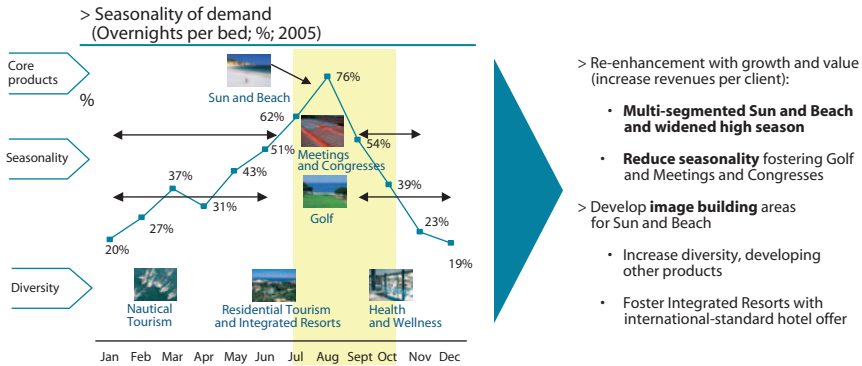 > Seasonality of demand
(Overnights per bed; %; 2005)
Core
products
%
Sun and Beach
76%
62%
Seasonality
51%
Meetings
and Congresses
54%
37%
43%
39%
31%
Golf
27%
20%
23%
19%
Diversity
Nautical
Tourism
Residential Tourism
and Integrated Resorts
Health
and Wellness
Jan Feb Mar Apr May Jun Jul Aug Sept Oct Nov Dec
> Re-enhancement with growth and value
(increase revenues per client):
• Multi-segmented Sun and Beach
and widened high season
• Reduce seasonality fostering Golf
and Meetings and Congresses
> Develop image building areas
for Sun and Beach
• Increase diversity, developing
other products
• Foster Integrated Resorts with
international-standard hotel offer